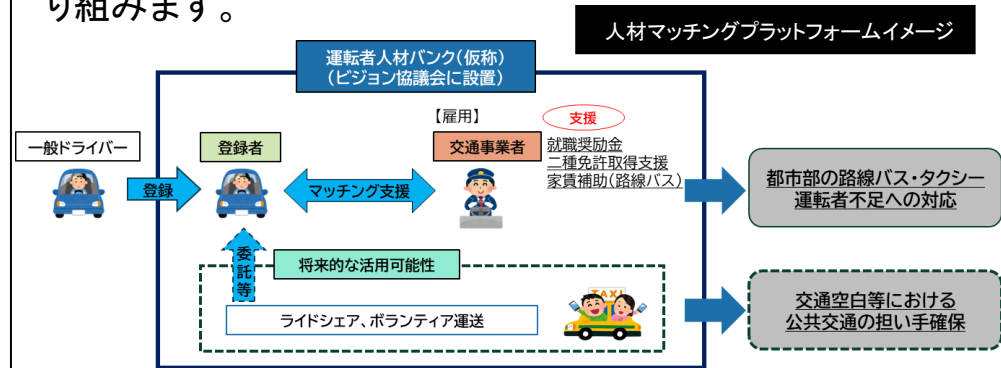 り組みます。
人材マッチングプラットフォームイメージ
運転者人材バンク(仮称)
(ビジョン協議会に設置)
【雇用】
支援
一般ドライバー
登録者
交通事業者
就職奨励金
二種免許取得支援
家賃補助(路線バス)
登録
マッチング支援
都市部の路線バス・タクシー
運転者不足への対応
委託等
将来的な活用可能性
TAXI
ライドシェア、ボランティア運送
交通空白等における
公共交通の担い手確保